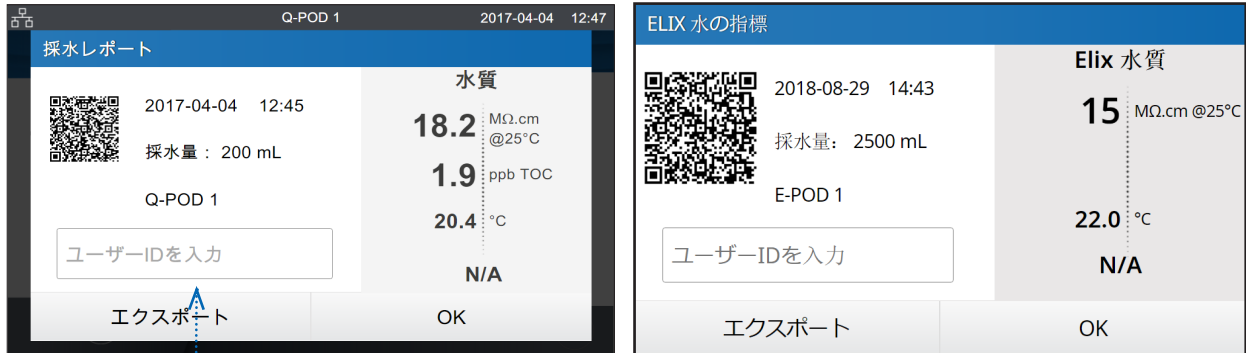 Q-POD 1 2017-04-04 12:47
採水レポート
2017-04-04 12:45
採水量： 200 mL
Q-POD 1
ユーザーIDを入力
水質
18.2 MΩ.cm @25°C
1.9 ppb TOC
20.4 °C
N/A
エクスポート OK
ELIX 水の指標
2018-08-29 14:43
採水量： 2500 mL
E-POD 1
ユーザーIDを入力
Elix 水質
15 MΩ.cm @25°C
22.0 °C
N/A
エクスポート OK